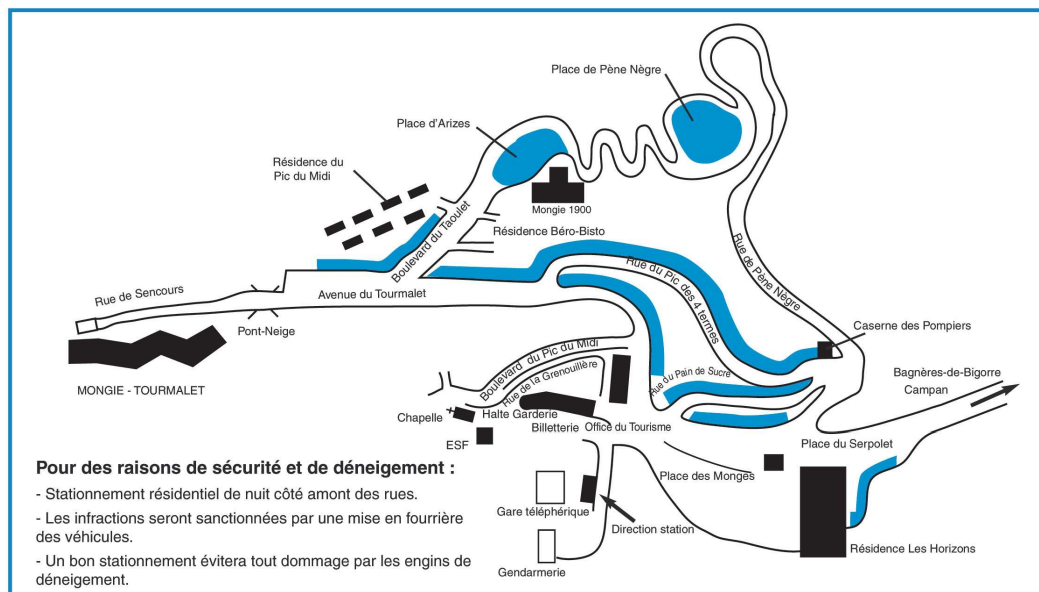 Place de Pène Nègre
Place d'Arizes
Résidence du
Pic du Midi
Mongie 1900
Boulevard du Taoulet
Résidence Béro-Bisto
Rue de Pène Nègre
Rue du Pic des 4 termes
Rue de Sencours
Avenue du Tourmalet
Pont-Neige
Caserne des Pompiers
MONGIE - TOURMALET
Boulevard du Pic du Midi
Rue de la Grenouillère
Rue du Pain de Sucre
Bagnères-de-Bigorre
Campan
Chapelle
Halte Garderie
Billetterie
Office du Tourisme
ESF
Place du Serpolet
Place des Monges
Pour des raisons de sécurité et de déneigement :
- Stationnement résidentiel de nuit côté amont des rues.
- Les infractions seront sanctionnées par une mise en fourrière
des véhicules.
- Un bon stationnement évitera tout dommage par les engins de
déneigement.
Gare téléphérique
Direction station
Gendarmerie
Résidence Les Horizons